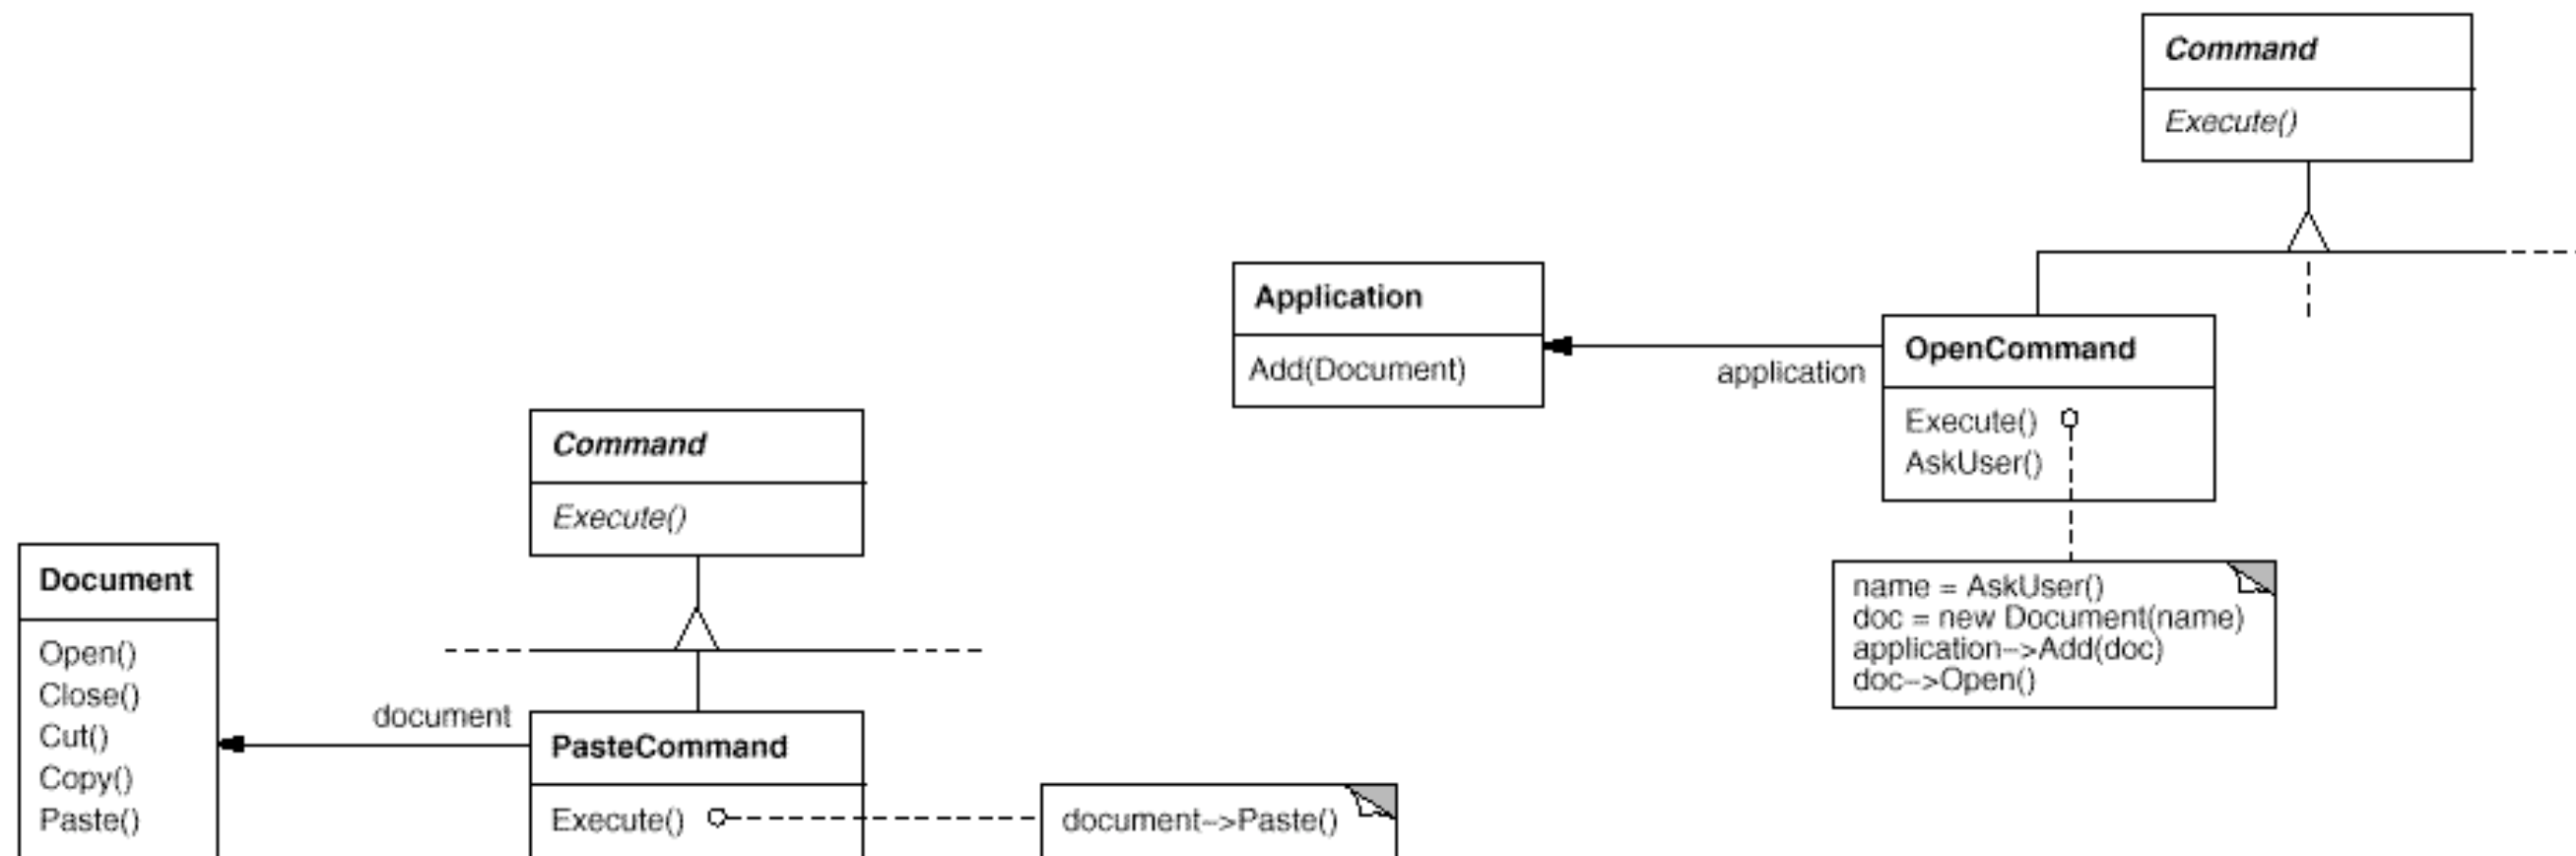 Command
Execute()
Application
Add(Document)
application
OpenCommand
Execute()
AskUser()
name = AskUser()
doc = new Document(name)
application–>Add(doc)
doc–>Open()
Command
Execute()
Document
Open()
Close()
Cut()
Copy()
Paste()
document
PasteCommand
Execute()
document–>Paste()